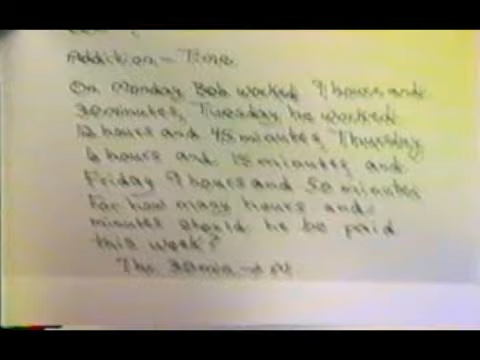 Addition - Time
On Monday Bob worked 9 hours and
30 minutes, Tuesday he worked
12 hours and 45 minutes, Thursday
6 hours and 15 minutes, and
Friday 9 hours and 50 minutes
For how many hours and
minutes should he be paid
this week?